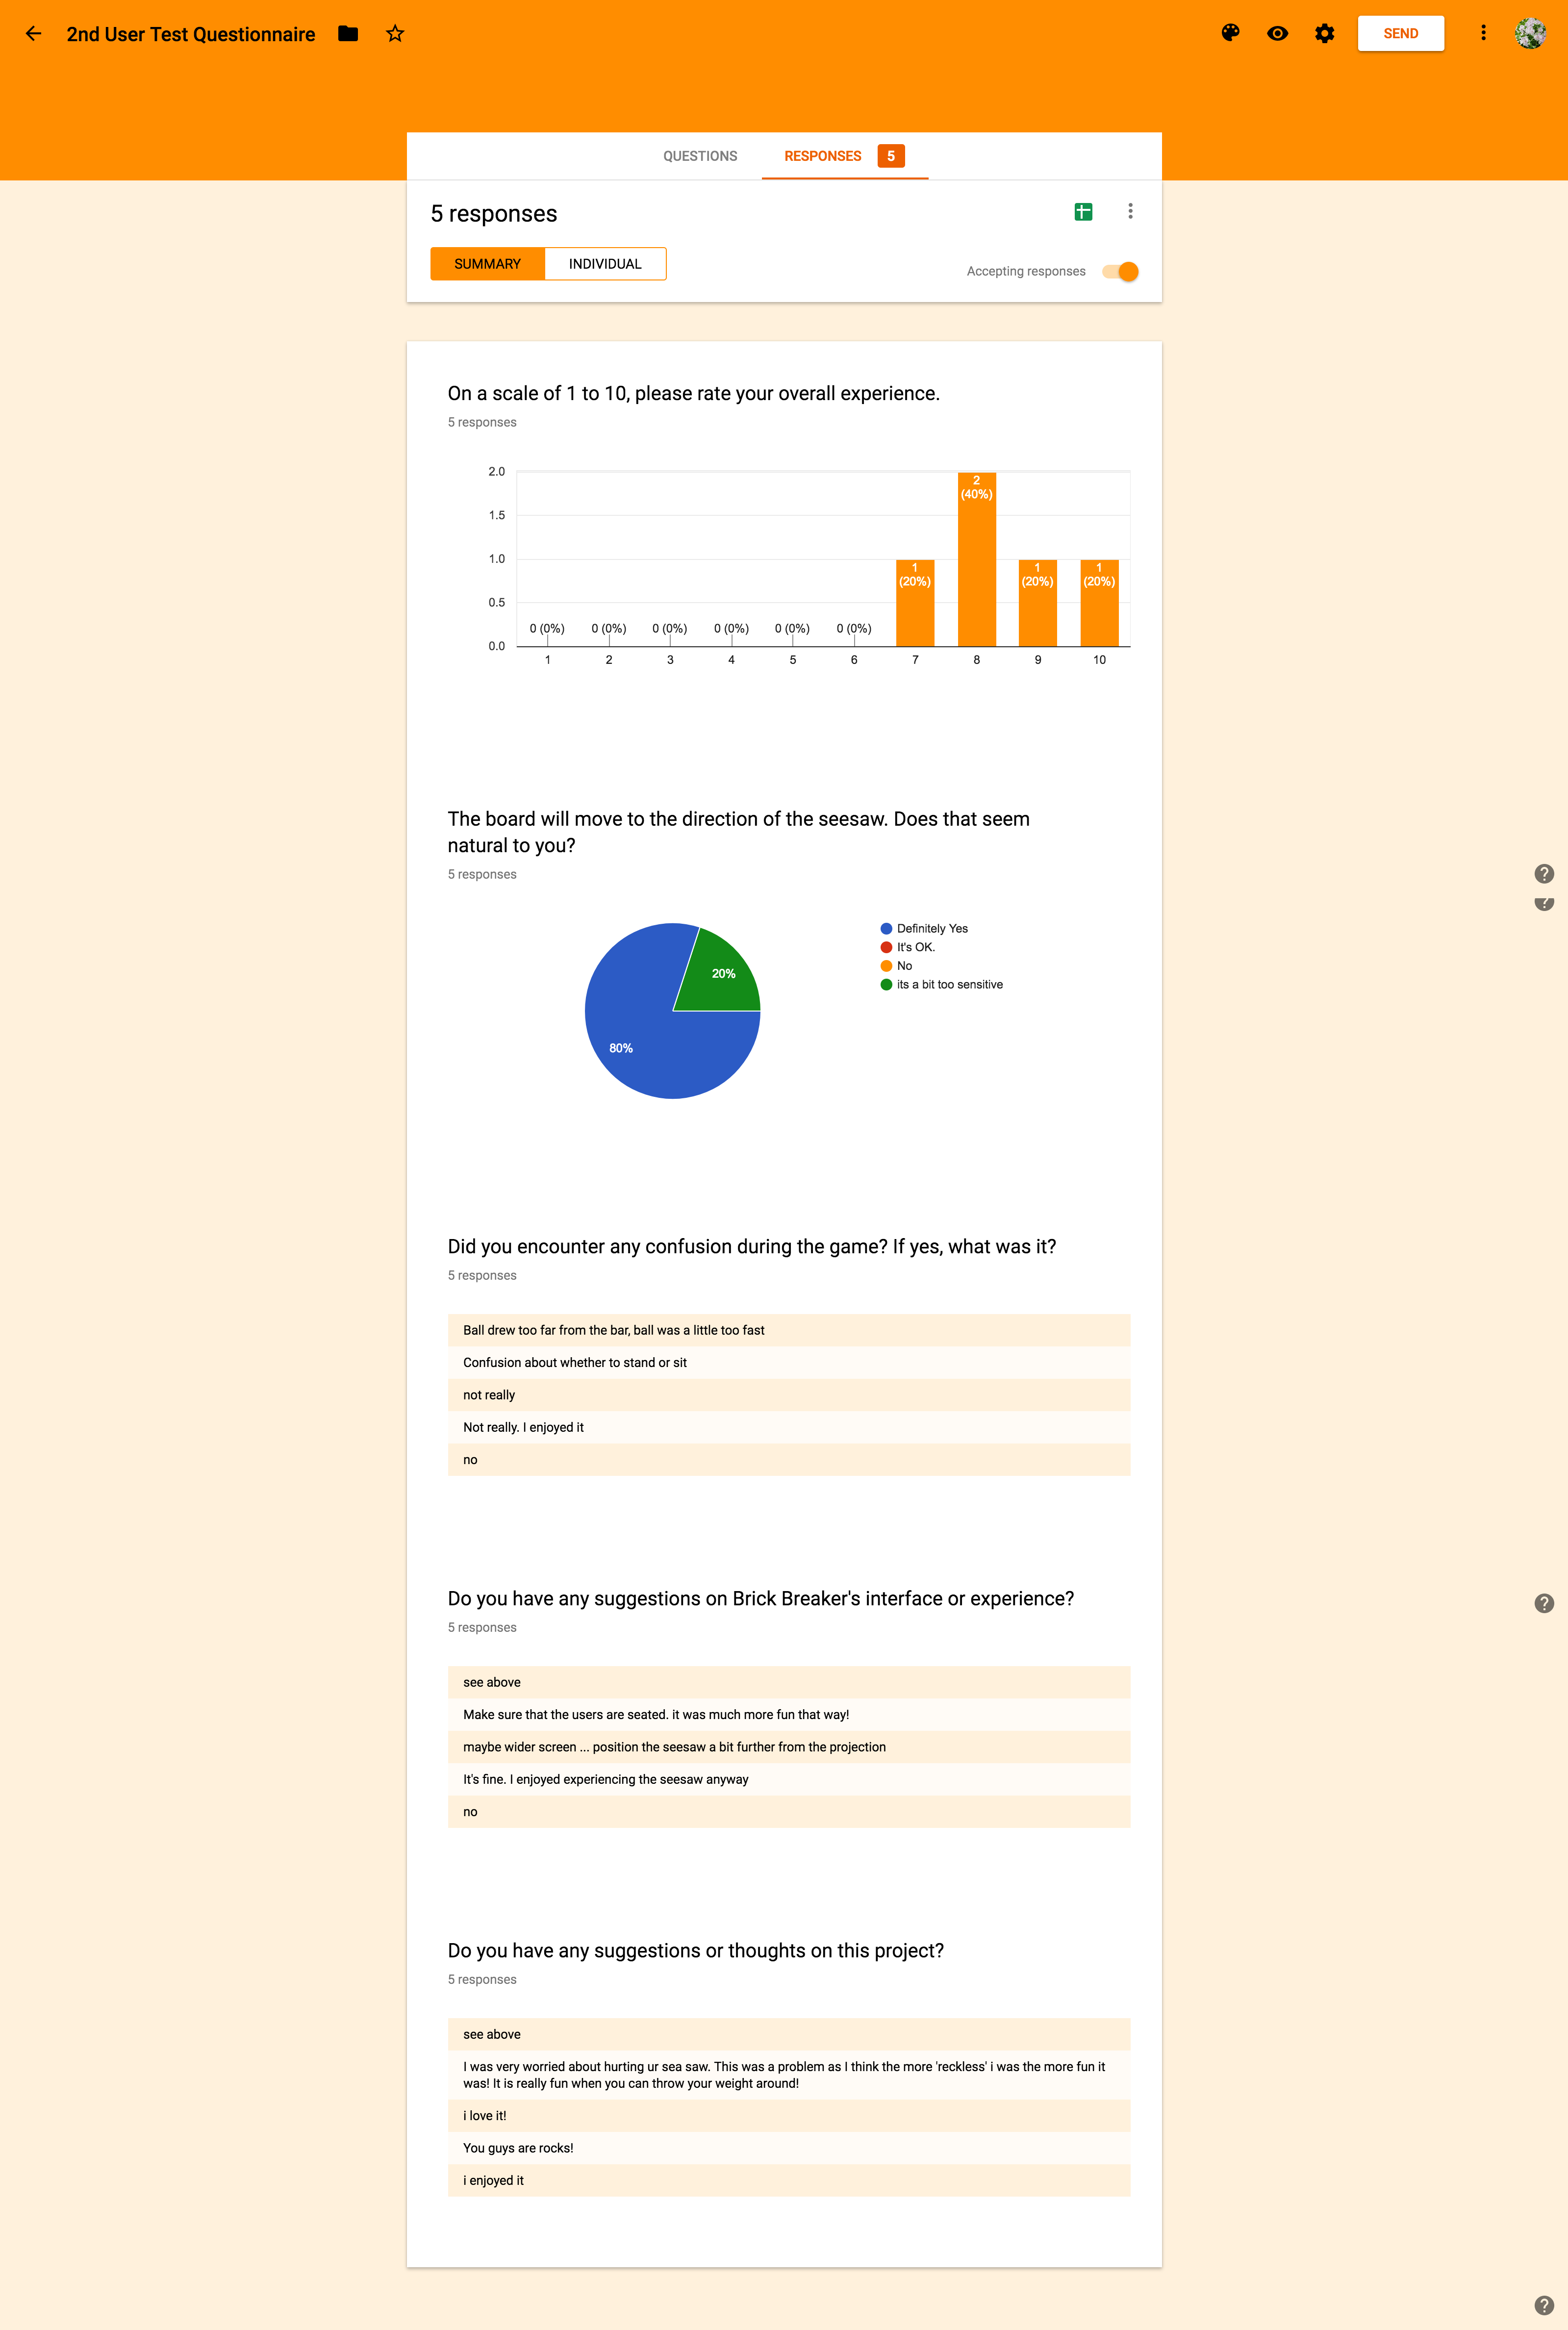 2nd User Test Questionnaire
SEND
QUESTIONS
RESPONSES 5
5 responses
SUMMARY
INDIVIDUAL
Accepting responses
On a scale of 1 to 10, please rate your overall experience.
5 responses
2.0
1.5
1.0
0.5
0.0
0 (0%)
0 (0%)
0 (0%)
0 (0%)
0 (0%)
0 (0%)
1
(20%)
2
(40%)
1
(20%)
1
(20%)
1
2
3
4
5
6
7
8
9
10
The board will move to the direction of the seesaw. Does that seem
natural to you?
5 responses
Definitely Yes
It's OK.
No
its a bit too sensitive
20%
80%
Did you encounter any confusion during the game? If yes, what was it?
5 responses
Ball drew too far from the bar, ball was a little too fast
Confusion about whether to stand or sit
not really
Not really. I enjoyed it
no
Do you have any suggestions on Brick Breaker's interface or experience?
5 responses
see above
Make sure that the users are seated. it was much more fun that way!
maybe wider screen ... position the seesaw a bit further from the projection
It's fine. I enjoyed experiencing the seesaw anyway
no
Do you have any suggestions or thoughts on this project?
5 responses
see above
I was very worried about hurting ur sea saw. This was a problem as I think the more 'reckless' i was the more fun it
was! It is really fun when you can throw your weight around!
i love it!
You guys are rocks!
i enjoyed it